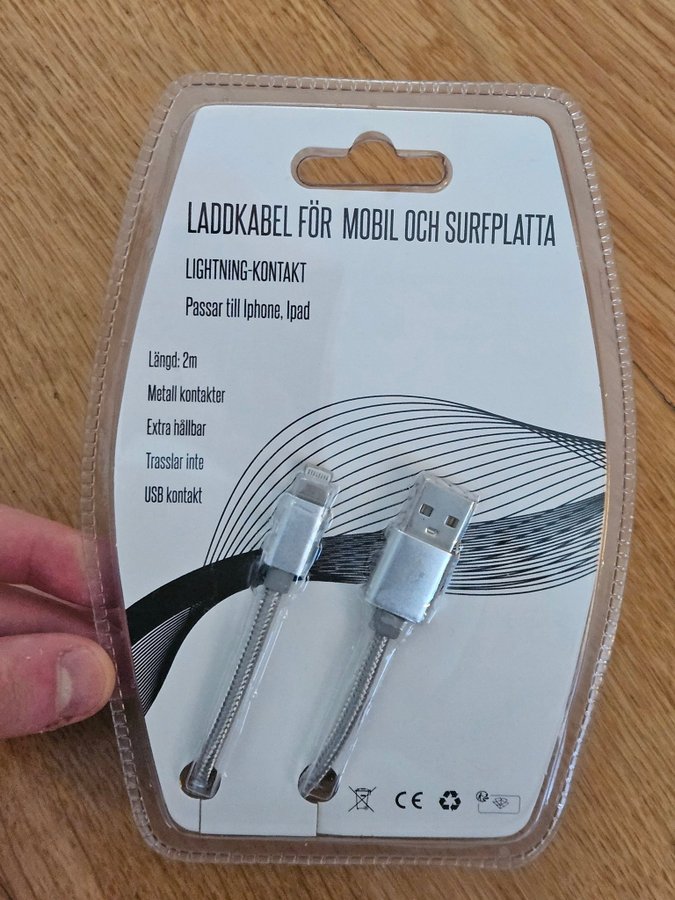 LADDKABEL FÖR MOBIL OCH SURFPLATTA
LIGHTNING-KONTAKT
Passar till Iphone, Ipad
Längd: 2m
Metall kontakter
Extra hållbar
Trasslar inte
USB kontakt
CE